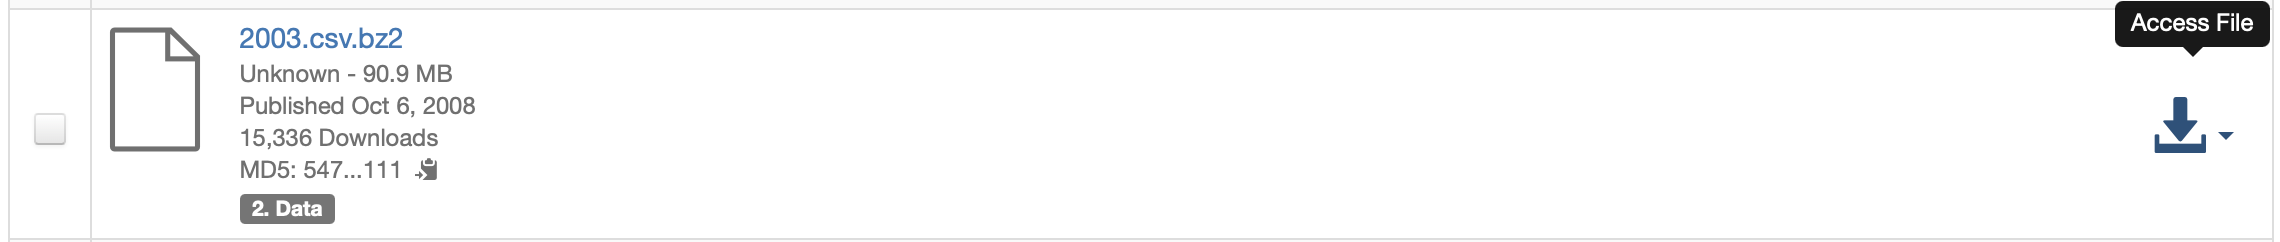 Access File
2003.csv.bz2
Unknown - 90.9 MB
Published Oct 6, 2008
15,336 Downloads
MD5: 547...111
2. Data